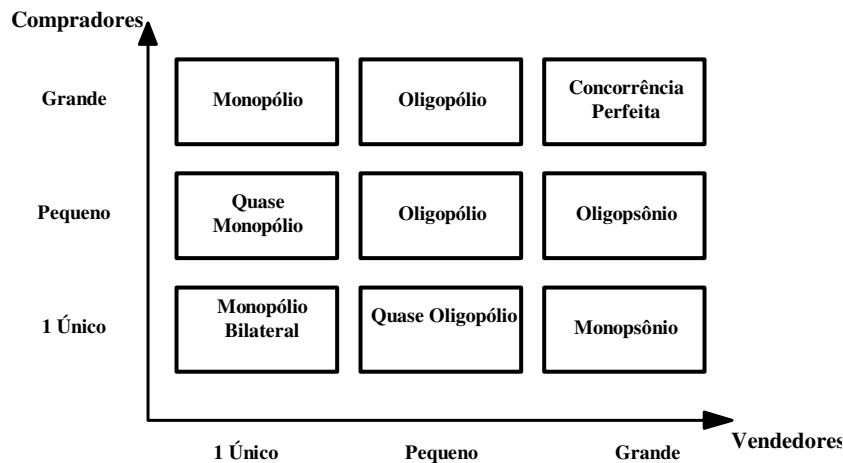 Compradores
Grande
Monopólio
Oligopólio
Concorrência
Perfeita
Pequeno
Quase
Monopólio
Oligopólio
Oligopsônio
1 Único
Monopólio
Bilateral
Quase Oligopólio
Monopsônio
1 Único
Pequeno
Grande
Vendedores